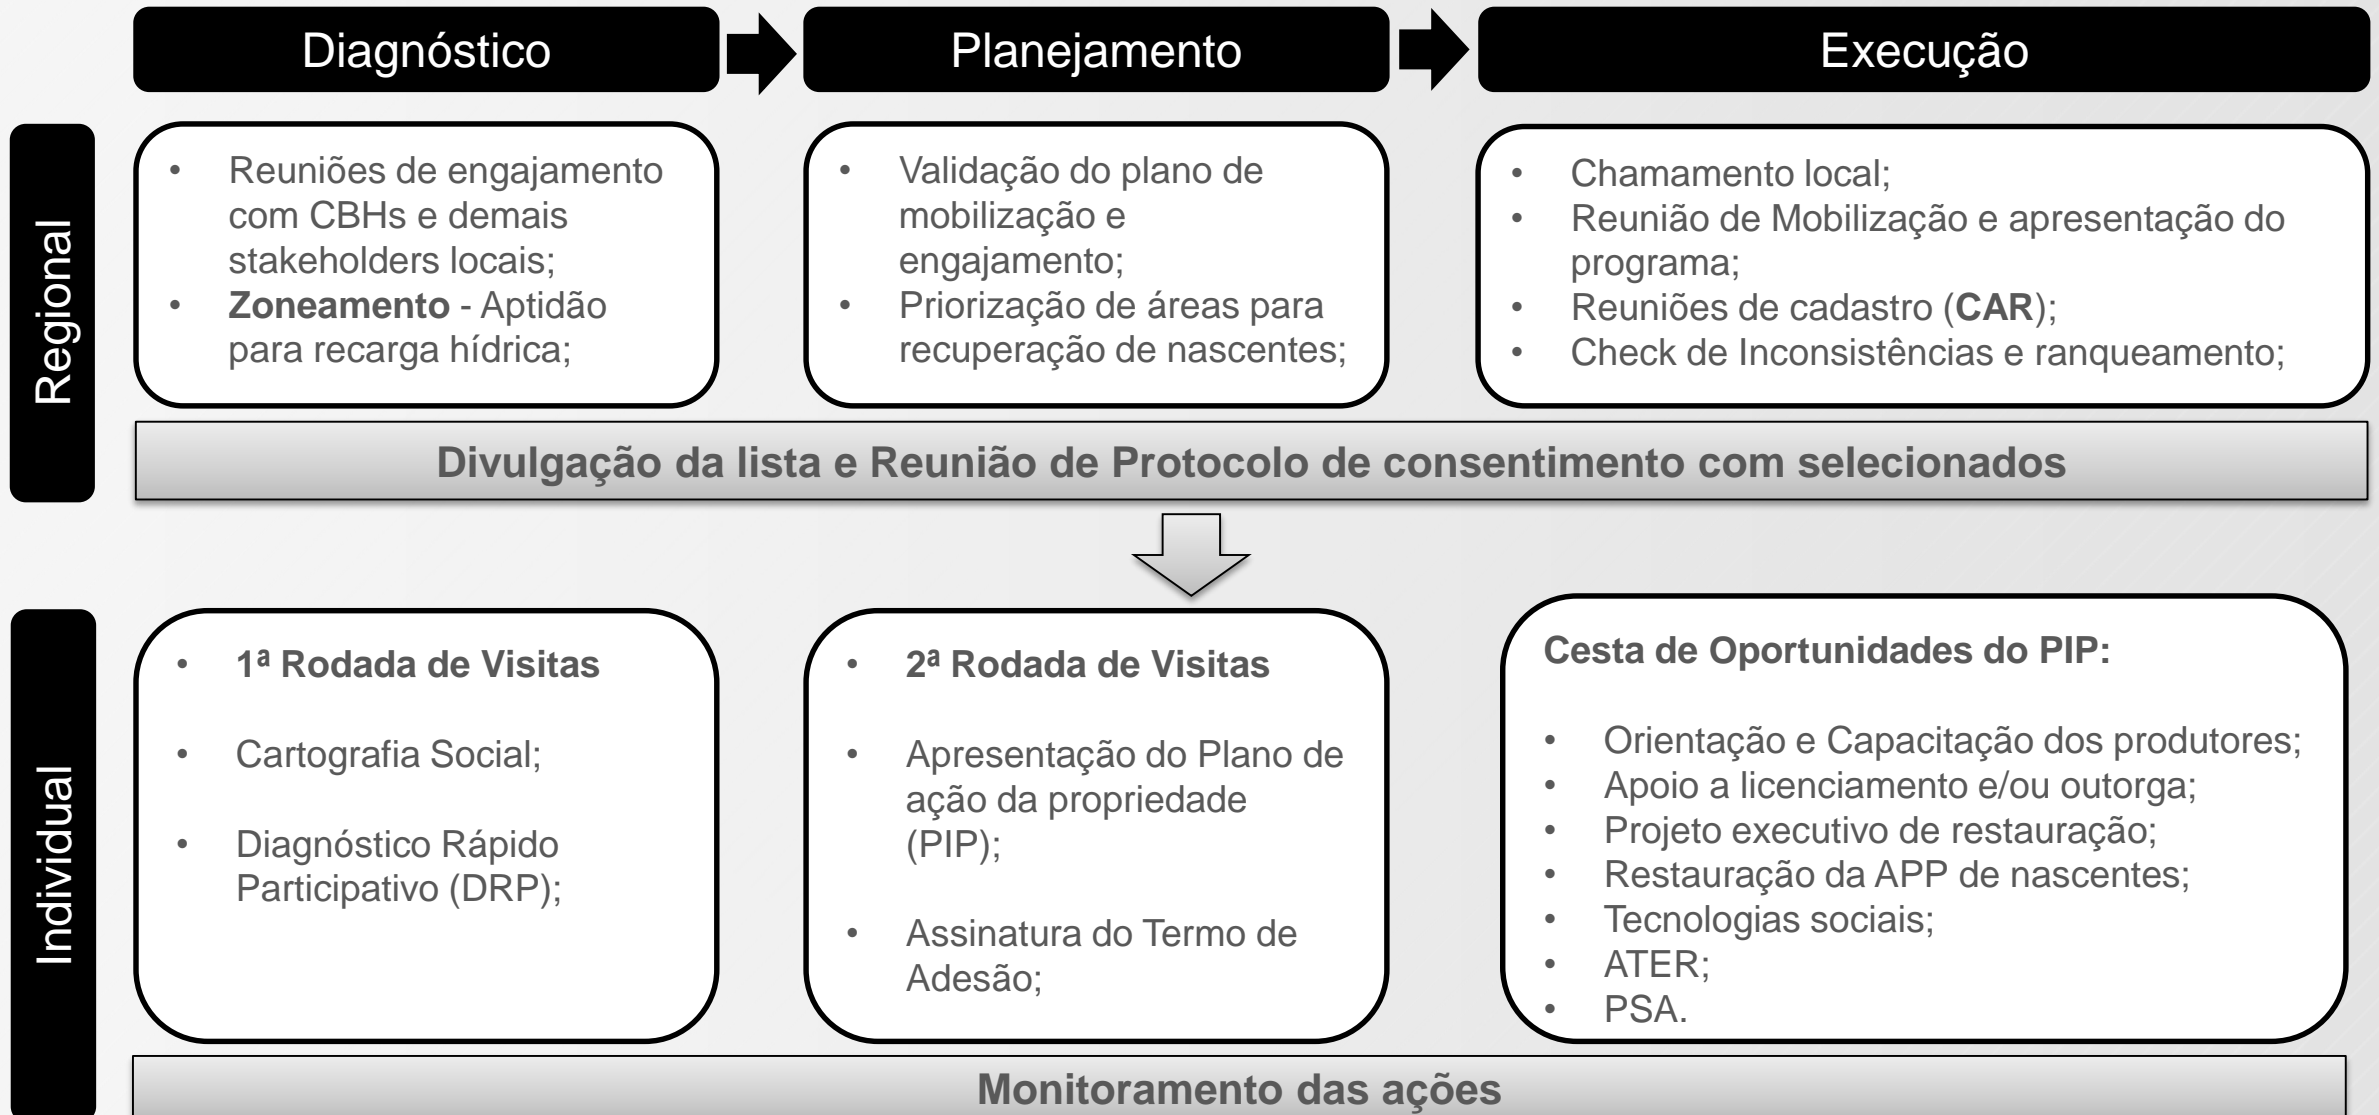 Diagnóstico
Planejamento
Execução
Regional
• Reuniões de engajamento
com CBHs e demais
stakeholders locais;
• Zoneamento - Aptidão
para recarga hídrica;
• Validação do plano de
mobilização e
engajamento;
• Priorização de áreas para
recuperação de nascentes;
• Chamamento local;
• Reunião de Mobilização e apresentação do
programa;
• Reuniões de cadastro (CAR);
• Check de Inconsistências e ranqueamento;
Divulgação da lista e Reunião de Protocolo de consentimento com selecionados
Individual
• 1ª Rodada de Visitas
• Cartografia Social;
• Diagnóstico Rápido
Participativo (DRP);
• 2ª Rodada de Visitas
• Apresentação do Plano de
ação da propriedade
(PIP);
• Assinatura do Termo de
Adesão;
Cesta de Oportunidades do PIP:
• Orientação e Capacitação dos produtores;
• Apoio a licenciamento e/ou outorga;
• Projeto executivo de restauração;
• Restauração da APP de nascentes;
• Tecnologias sociais;
• ATER;
• PSA.
Monitoramento das ações